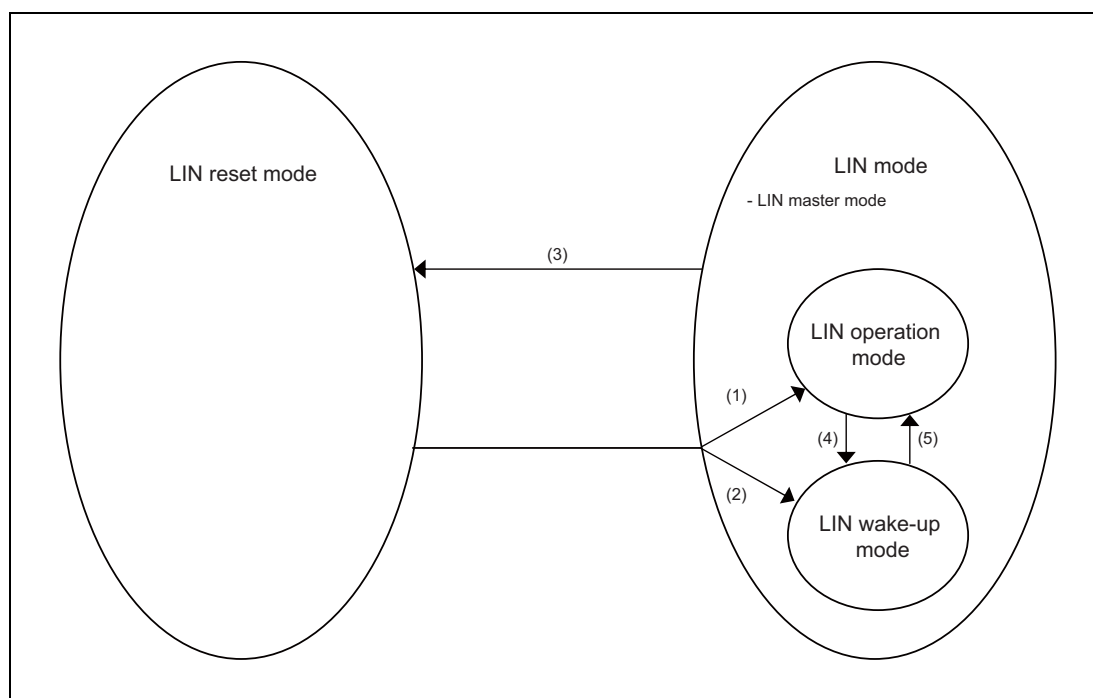 LIN reset mode
LIN mode
- LIN master mode
(3)
LIN operation
mode
(1)
(4)
(5)
(2)
LIN wake-up
mode